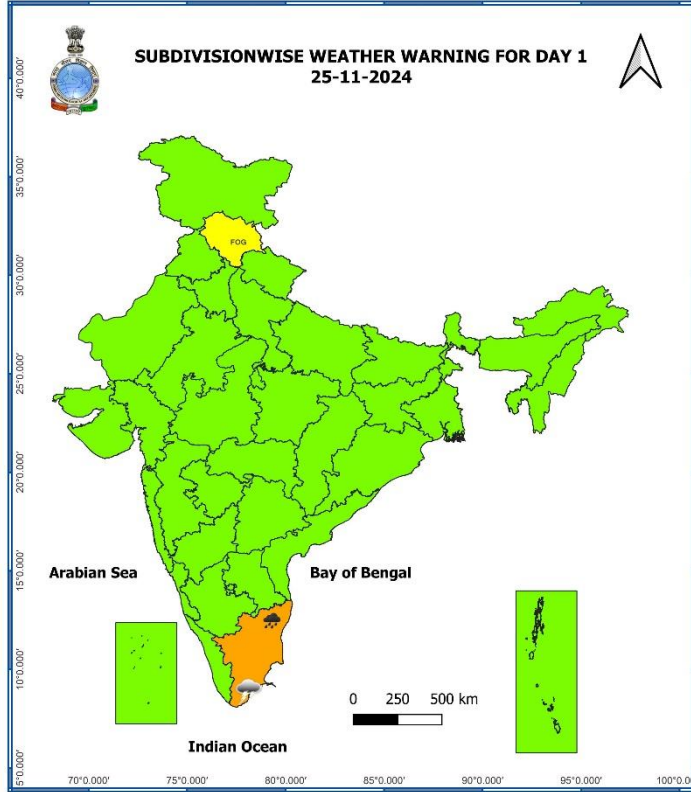 SUBDIVISIONWISE WEATHER WARNING FOR DAY 1
25-11-2024
40°0.000'
35°0.000'
30°0.000'
25°0.000'
20°0.000'
15°0.000'
10°0.000'
5°0.000'
FOG
Arabian Sea
Bay of Bengal
0 250 500 km
Indian Ocean
70°0.000' 75°0.000' 80°0.000' 85°0.000' 90°0.000' 95°0.000' 100°0.000'